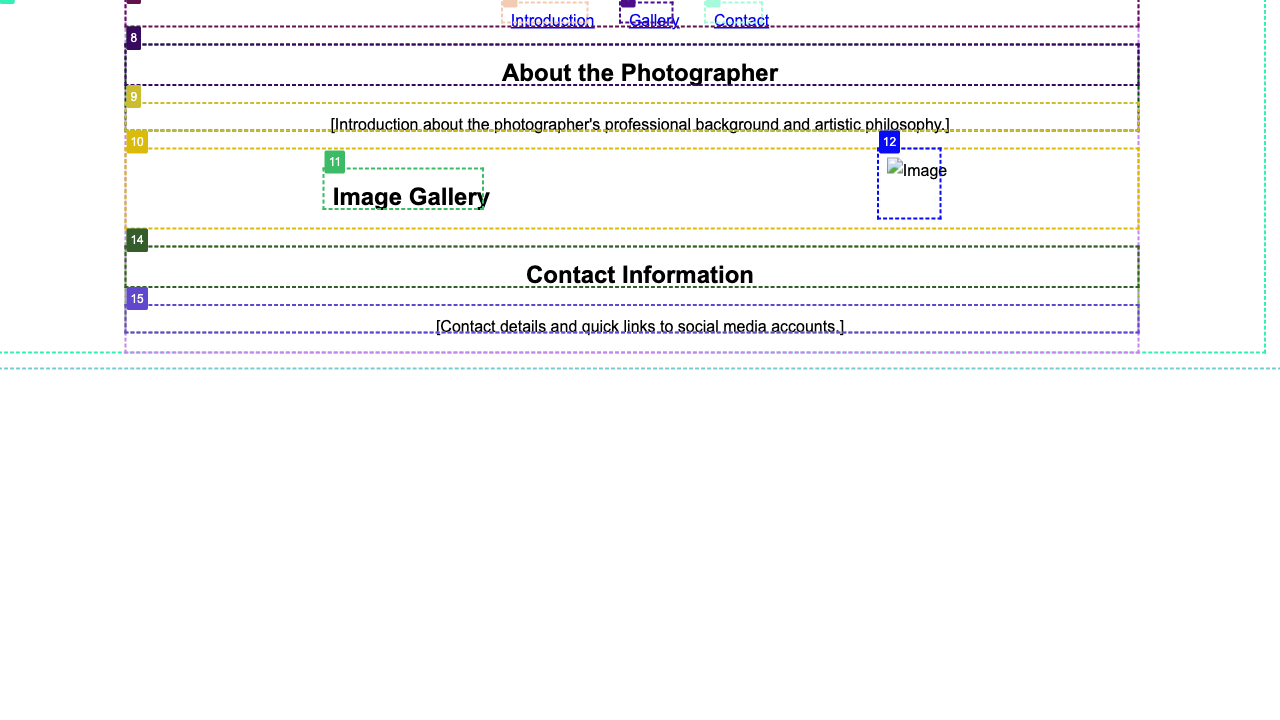 Introduction Gallery Contact
8
About the Photographer
9
[Introduction about the photographer's professional background and artistic philosophy.]
10
12
11
Image
Image Gallery
14
Contact Information
15
[Contact details and quick links to social media accounts.]